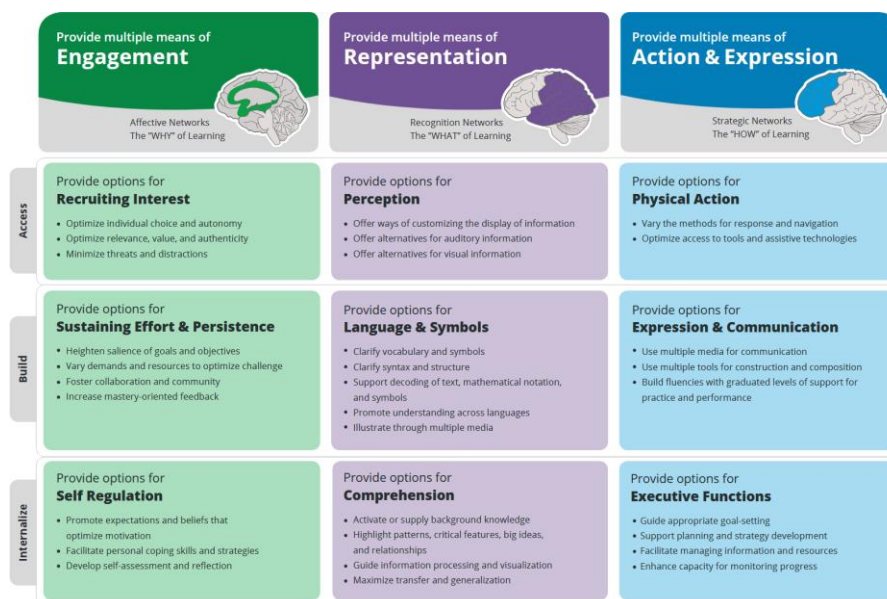 Provide multiple means of
Engagement
Affective Networks
The "WHY" of Learning
Provide multiple means of
Representation
Recognition Networks
The "WHAT" of Learning
Provide multiple means of
Action & Expression
Strategic Networks
The "HOW" of Learning
Access
Provide options for
Recruiting Interest
• Optimize individual choice and autonomy
• Optimize relevance, value, and authenticity
• Minimize threats and distractions
Provide options for
Perception
• Offer ways of customizing the display of information
• Offer alternatives for auditory information
• Offer alternatives for visual information
Provide options for
Physical Action
• Vary the methods for response and navigation
• Optimize access to tools and assistive technologies
Build
Provide options for
Sustaining Effort & Persistence
• Heighten salience of goals and objectives
• Vary demands and resources to optimize challenge
• Foster collaboration and community
• Increase mastery-oriented feedback
Provide options for
Language & Symbols
• Clarify vocabulary and symbols
• Clarify syntax and structure
• Support decoding of text, mathematical notation,
and symbols
• Promote understanding across languages
• Illustrate through multiple media
Provide options for
Expression & Communication
• Use multiple media for communication
• Use multiple tools for construction and composition
• Build fluencies with graduated levels of support for
practice and performance
Internalize
Provide options for
Self Regulation
• Promote expectations and beliefs that
optimize motivation
• Facilitate personal coping skills and strategies
• Develop self-assessment and reflection
Provide options for
Comprehension
• Activate or supply background knowledge
• Highlight patterns, critical features, big ideas,
and relationships
• Guide information processing and visualization
• Maximize transfer and generalization
Provide options for
Executive Functions
• Guide appropriate goal-setting
• Support planning and strategy development
• Facilitate managing information and resources
• Enhance capacity for monitoring progress